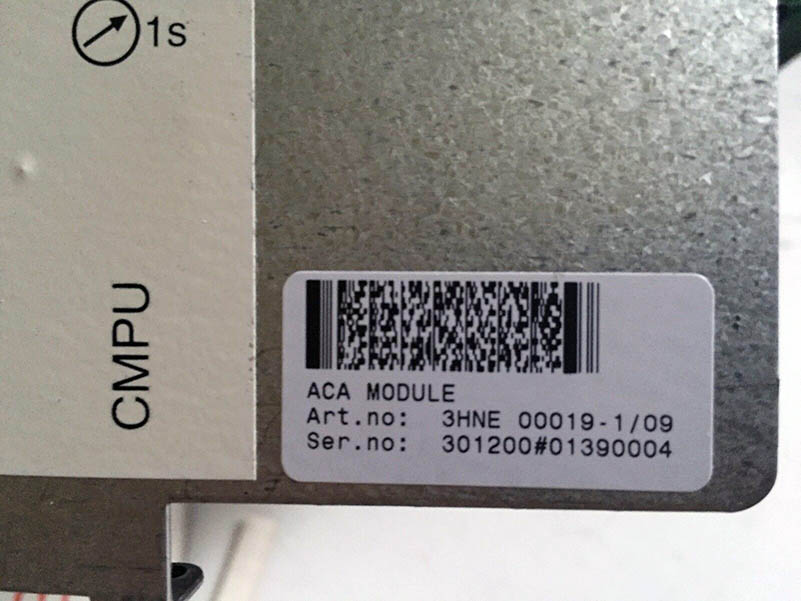 1s
CMPU
ACA MODULE
Art.no: 3HNE 00019-1/09
Ser.no: 301200#01390004